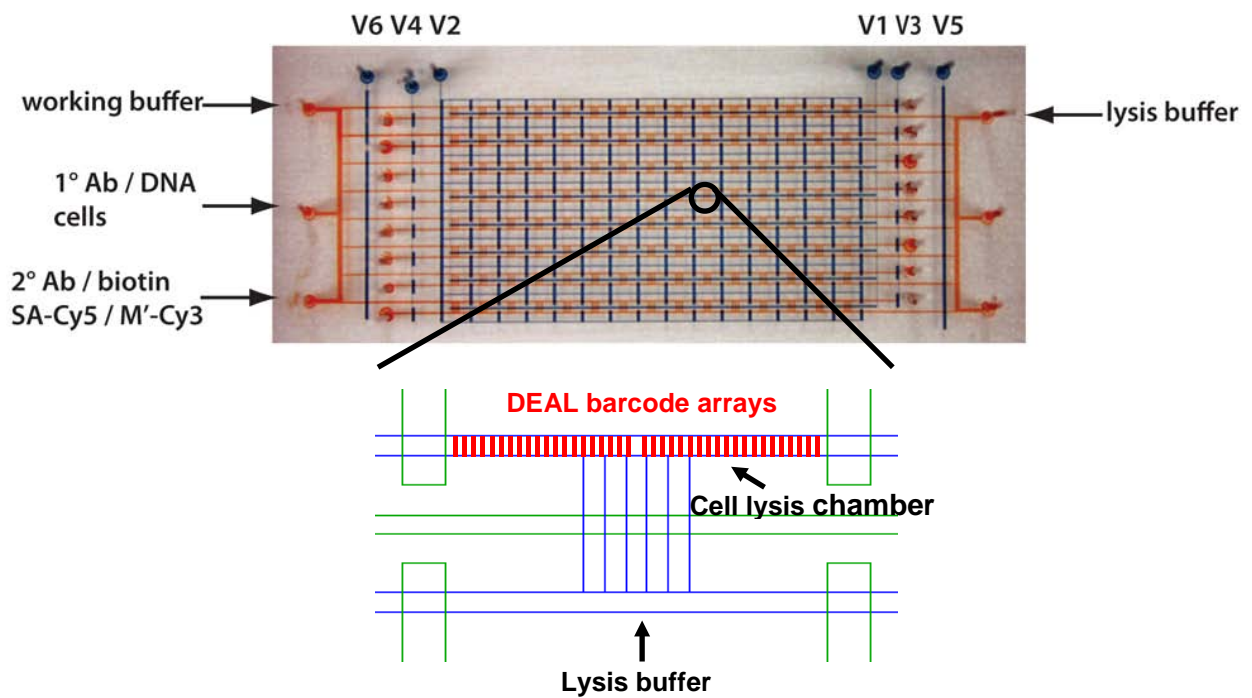 V6 V4 V2
V1 V3 V5
working buffer
lysis buffer
1° Ab / DNA
cells
2° Ab / biotin
SA-Cy5 / M'-Cy3
DEAL barcode arrays
Cell lysis chamber
Lysis buffer